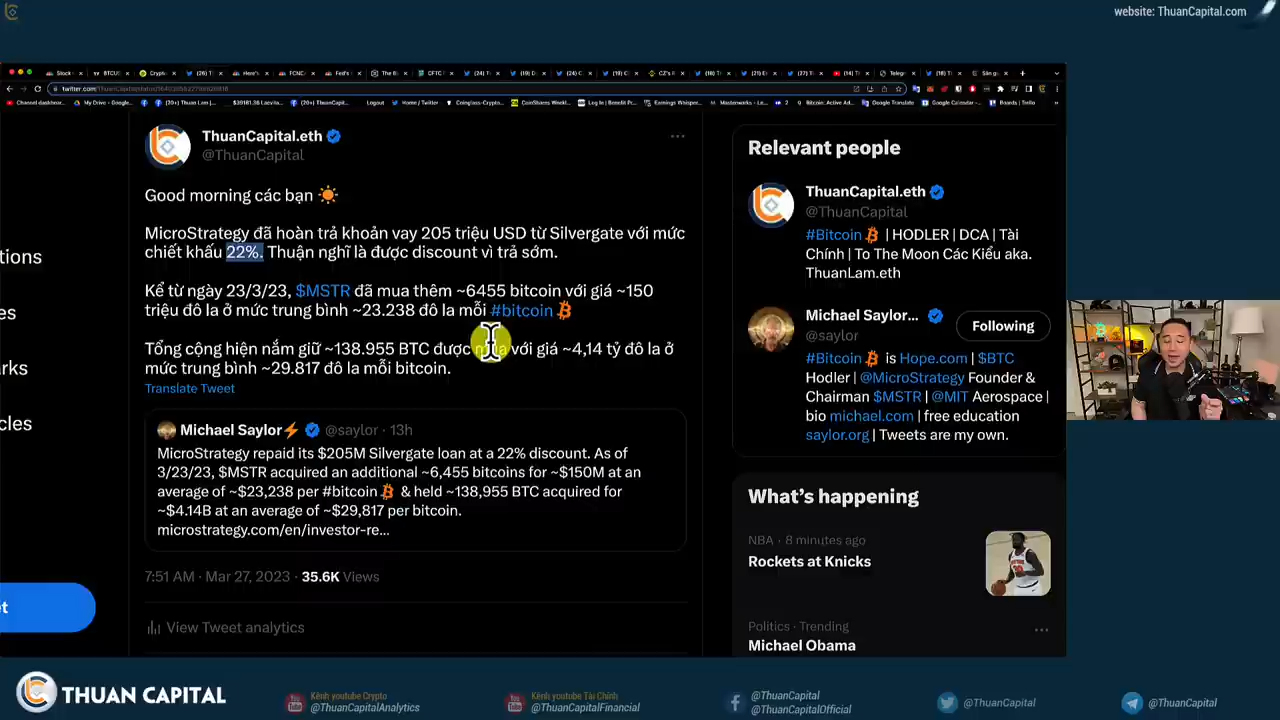 website: ThuanCapital.com
twitter.com/ThuanCapital/status/
ThuanCapital.eth
@ThuanCapital
Good morning các bạn ☀️
MicroStrategy đã hoàn trả khoản vay 205 triệu USD từ Silvergate với mức
chiết khấu 22%. Thuận nghĩ là được discount vì trả sớm.
Kể từ ngày 23/3/23, $MSTR đã mua thêm ~6455 bitcoin với giá ~150
triệu đô la ở mức trung bình ~23.238 đô la mỗi #bitcoin
Tổng cộng hiện nắm giữ ~138.955 BTC được với giá ~4,14 tỷ đô la ở
mức trung bình ~29.817 đô la mỗi bitcoin.
Translate Tweet
Michael Saylor⚡ @saylor · 13h
MicroStrategy repaid its $205M Silvergate loan at a 22% discount. As of
3/23/23, $MSTR acquired an additional ~6,455 bitcoins for ~$150M at an
average of ~$23,238 per #bitcoin & held ~138,955 BTC acquired for
~$4.14B at an average of ~$29,817 per bitcoin.
microstrategy.com/en/investor-re...
7:51 AM · Mar 27, 2023 · 35.6K Views
View Tweet analytics
tions
es
rks
cles
et
Relevant people
ThuanCapital.eth
@ThuanCapital
#Bitcoin | HODLER | DCA | Tài
Chính | To The Moon Các Kiểu aka.
ThuanLam.eth
Michael Saylor...
@saylor
Following
#Bitcoin is Hope.com | $BTC
Hodler | @MicroStrategy Founder &
Chairman $MSTR | @MIT Aerospace |
bio michael.com | free education
saylor.org | Tweets are my own.
What's happening
NBA · 8 minutes ago
Rockets at Knicks
Politics · Trending
Michael Obama
THUAN CAPITAL
Kênh youtube Crypto
@ThuanCapitalAnalytics
Kênh youtube Tài Chính
@ThuanCapitalFinancial
@ThuanCapital
@ThuanCapitalOfficial
@ThuanCapital
@ThuanCapital